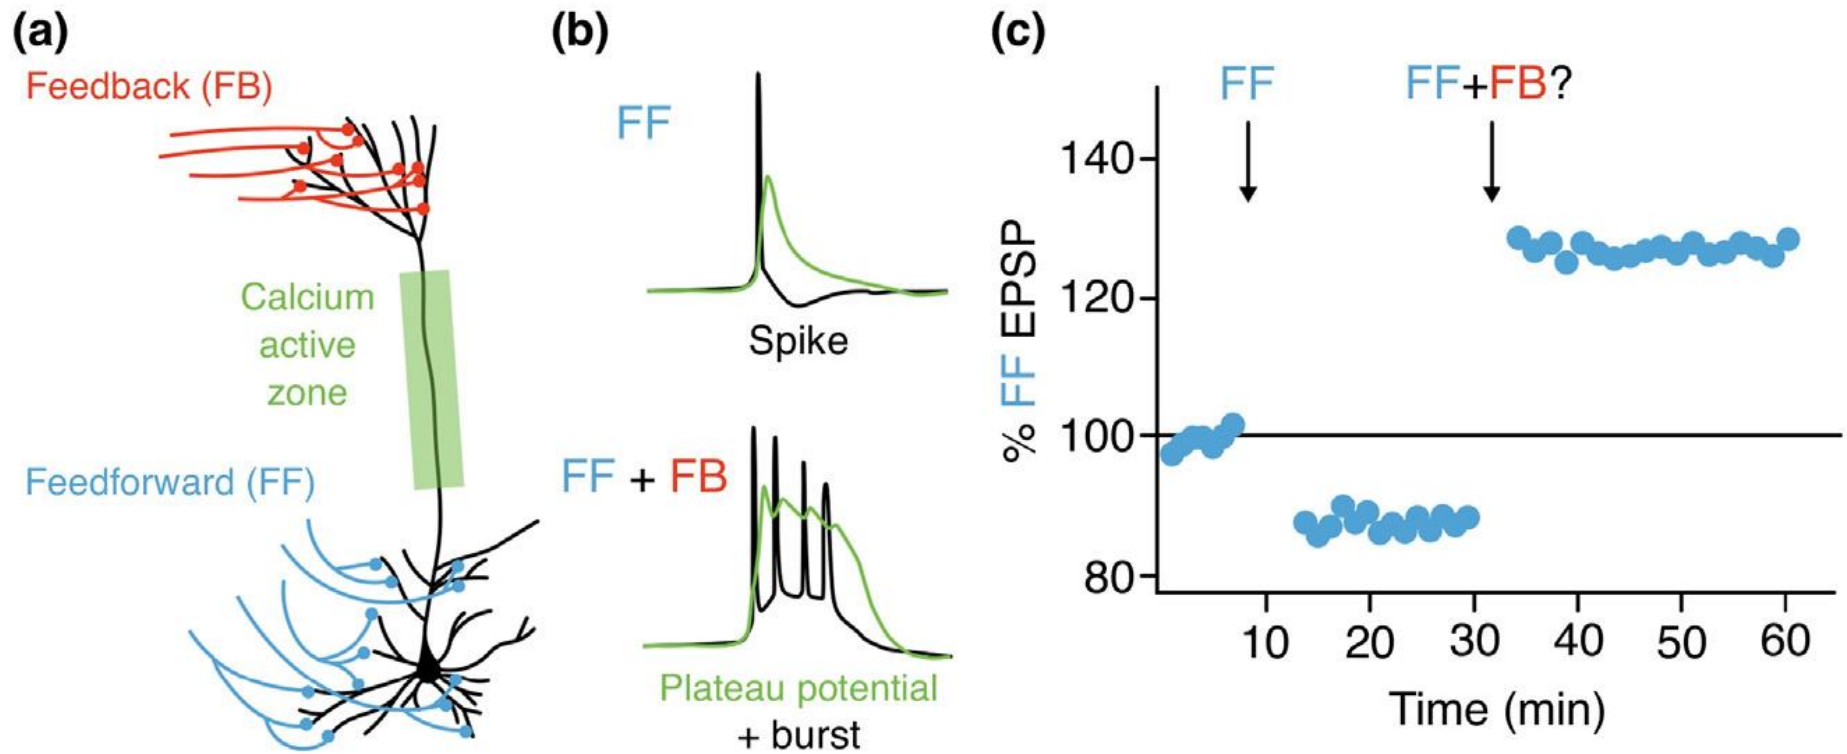 (a)
Feedback (FB)
Calcium
active
zone
Feedforward (FF)
(b)
FF
Spike
FF + FB
Plateau potential
+ burst
(c)
FF
FF+FB?
% FF EPSP
140
120
100
80
10 20 30 40 50 60
Time (min)